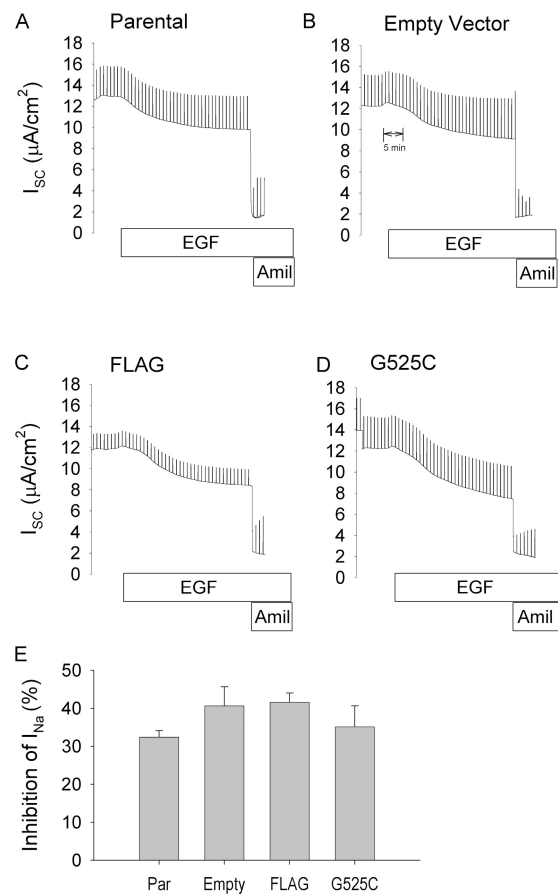 A Parental
18
16
14
12
10
8
6
4
2
0
I_SC (μA/cm²)
EGF
Amil
B Empty Vector
18
16
14
12
10
8
6
4
2
0
5 min
EGF
Amil
C FLAG
18
16
14
12
10
8
6
4
2
0
I_SC (μA/cm²)
EGF
Amil
D G525C
18
16
14
12
10
8
6
4
2
0
EGF
Amil
E
50
40
30
20
10
0
Inhibition of I_Na (%)
Par Empty FLAG G525C